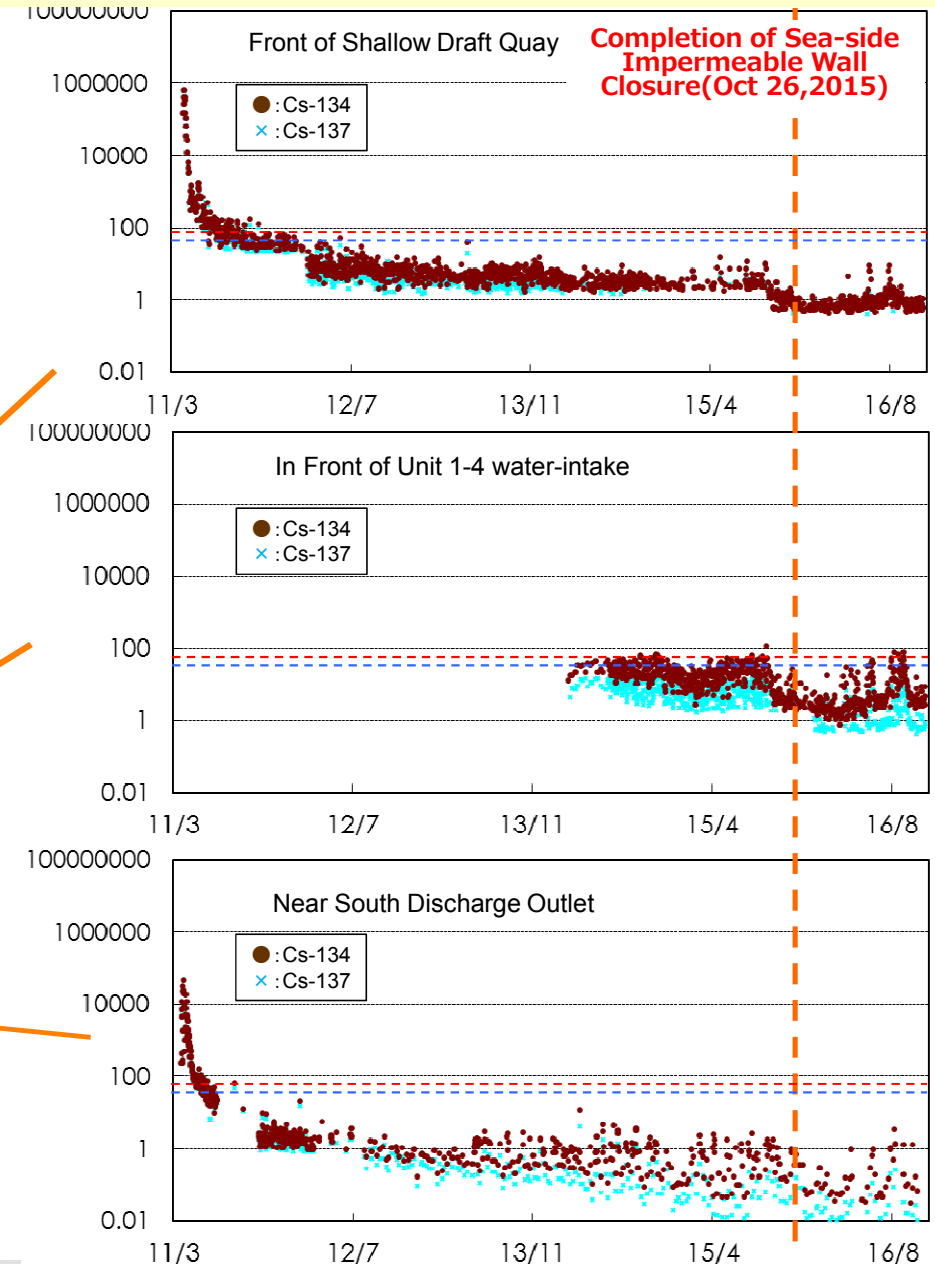 100000000
Front of Shallow Draft Quay
Completion of Sea-side
Impermeable Wall
Closure(Oct 26,2015)
1000000
●:Cs-134
×:Cs-137
10000
100
1
0.01
11/3 12/7 13/11 15/4 16/8
100000000
In Front of Unit 1-4 water-intake
1000000
●:Cs-134
×:Cs-137
10000
100
1
0.01
11/3 12/7 13/11 15/4 16/8
100000000
Near South Discharge Outlet
1000000
●:Cs-134
×:Cs-137
10000
100
1
0.01
11/3 12/7 13/11 15/4 16/8